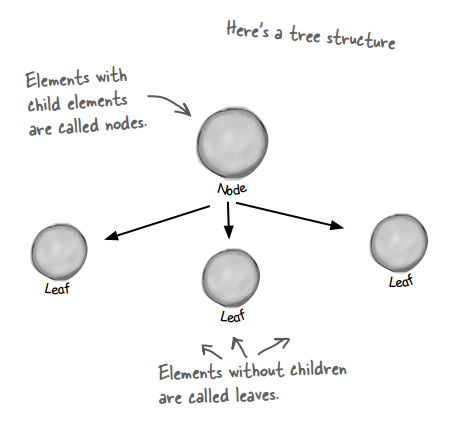 Here's a tree structure
Elements with
child elements
are called nodes.
Node
Leaf
Leaf
Leaf
Elements without children
are called leaves.